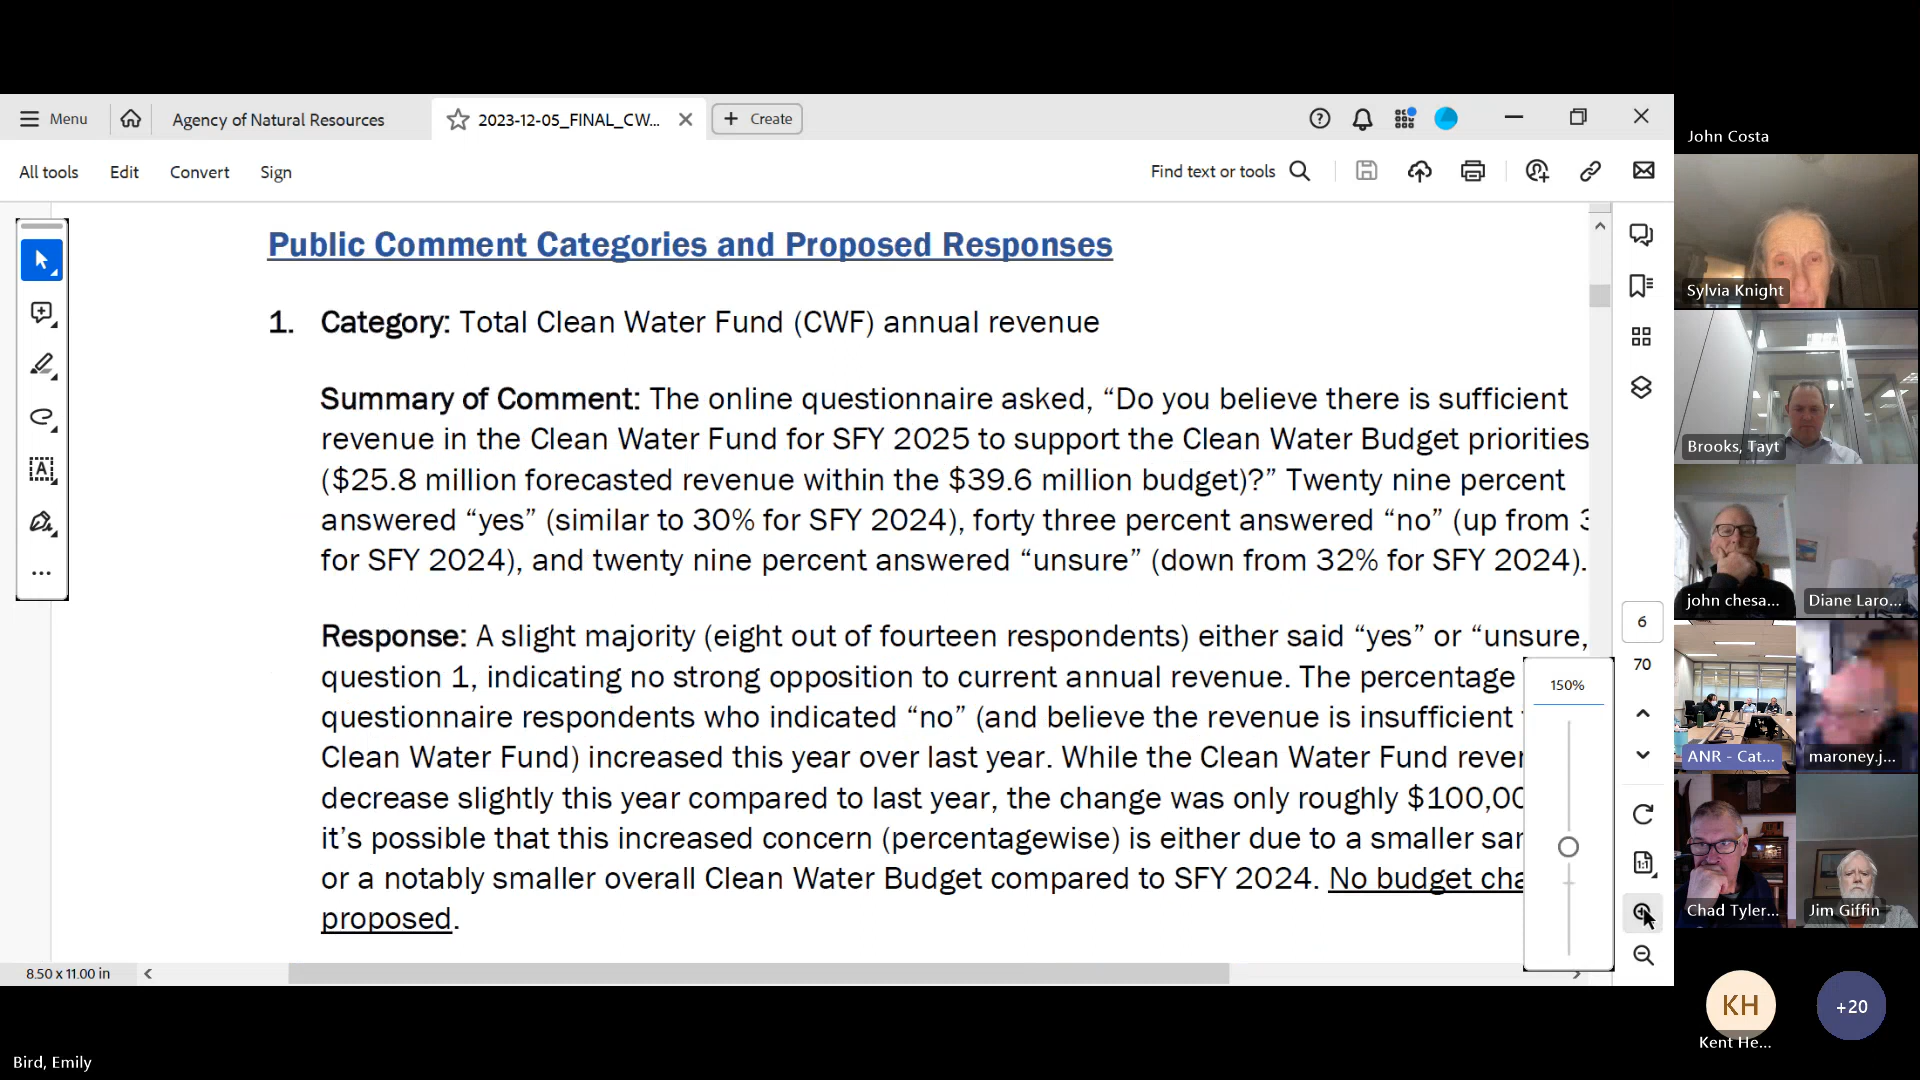 Menu
Agency of Natural Resources
2023-12-05_FINAL_CW...
Create
All tools
Edit
Convert
Sign
Find text or tools
Public Comment Categories and Proposed Responses
1. Category: Total Clean Water Fund (CWF) annual revenue
Summary of Comment: The online questionnaire asked, “Do you believe there is sufficient
revenue in the Clean Water Fund for SFY 2025 to support the Clean Water Budget priorities
($25.8 million forecasted revenue within the $39.6 million budget)?” Twenty nine percent
answered “yes” (similar to 30% for SFY 2024), forty three percent answered “no” (up from 3
for SFY 2024), and twenty nine percent answered “unsure” (down from 32% for SFY 2024).
Response: A slight majority (eight out of fourteen respondents) either said “yes” or “unsure,
question 1, indicating no strong opposition to current annual revenue. The percentage
questionnaire respondents who indicated “no” (and believe the revenue is insufficient
Clean Water Fund) increased this year over last year. While the Clean Water Fund rever
decrease slightly this year compared to last year, the change was only roughly $100,00
it’s possible that this increased concern (percentagewise) is either due to a smaller sar
or a notably smaller overall Clean Water Budget compared to SFY 2024. No budget cha
proposed.
6
70
150%
8.50 x 11.00 in
John Costa
Sylvia Knight
Brooks, Tayt
john chesa...
Diane Laro...
ANR - Cat...
maroney.j...
Chad Tyler...
Jim Giffin
KH
+20
Kent He...
Bird, Emily